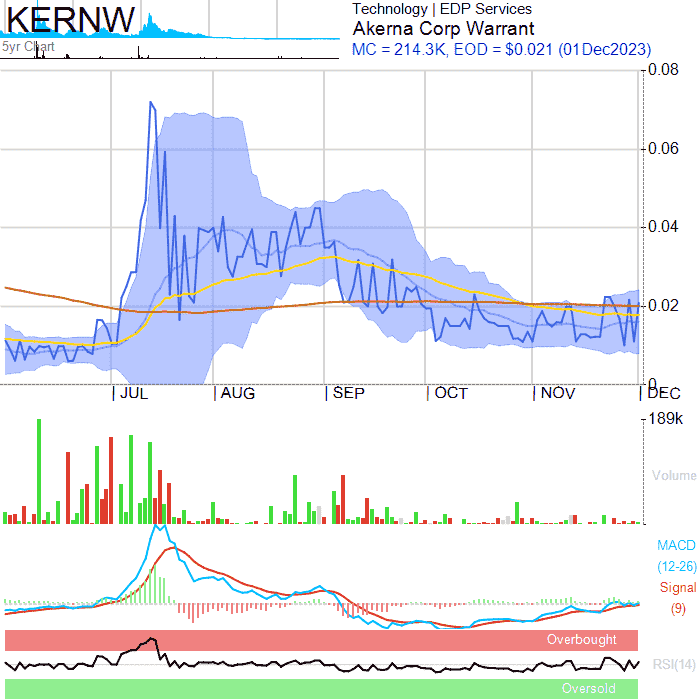 KERNW
5yr Chart
Technology | EDP Services
Akerna Corp Warrant
MC = 214.3K, EOD = $0.021 (01Dec2023)
0.08
0.06
0.04
0.02
0
JUL AUG SEP OCT NOV DEC
189k
Volume
MACD
(12-26)
Signal
(9)
Overbought
RSI(14)
Oversold